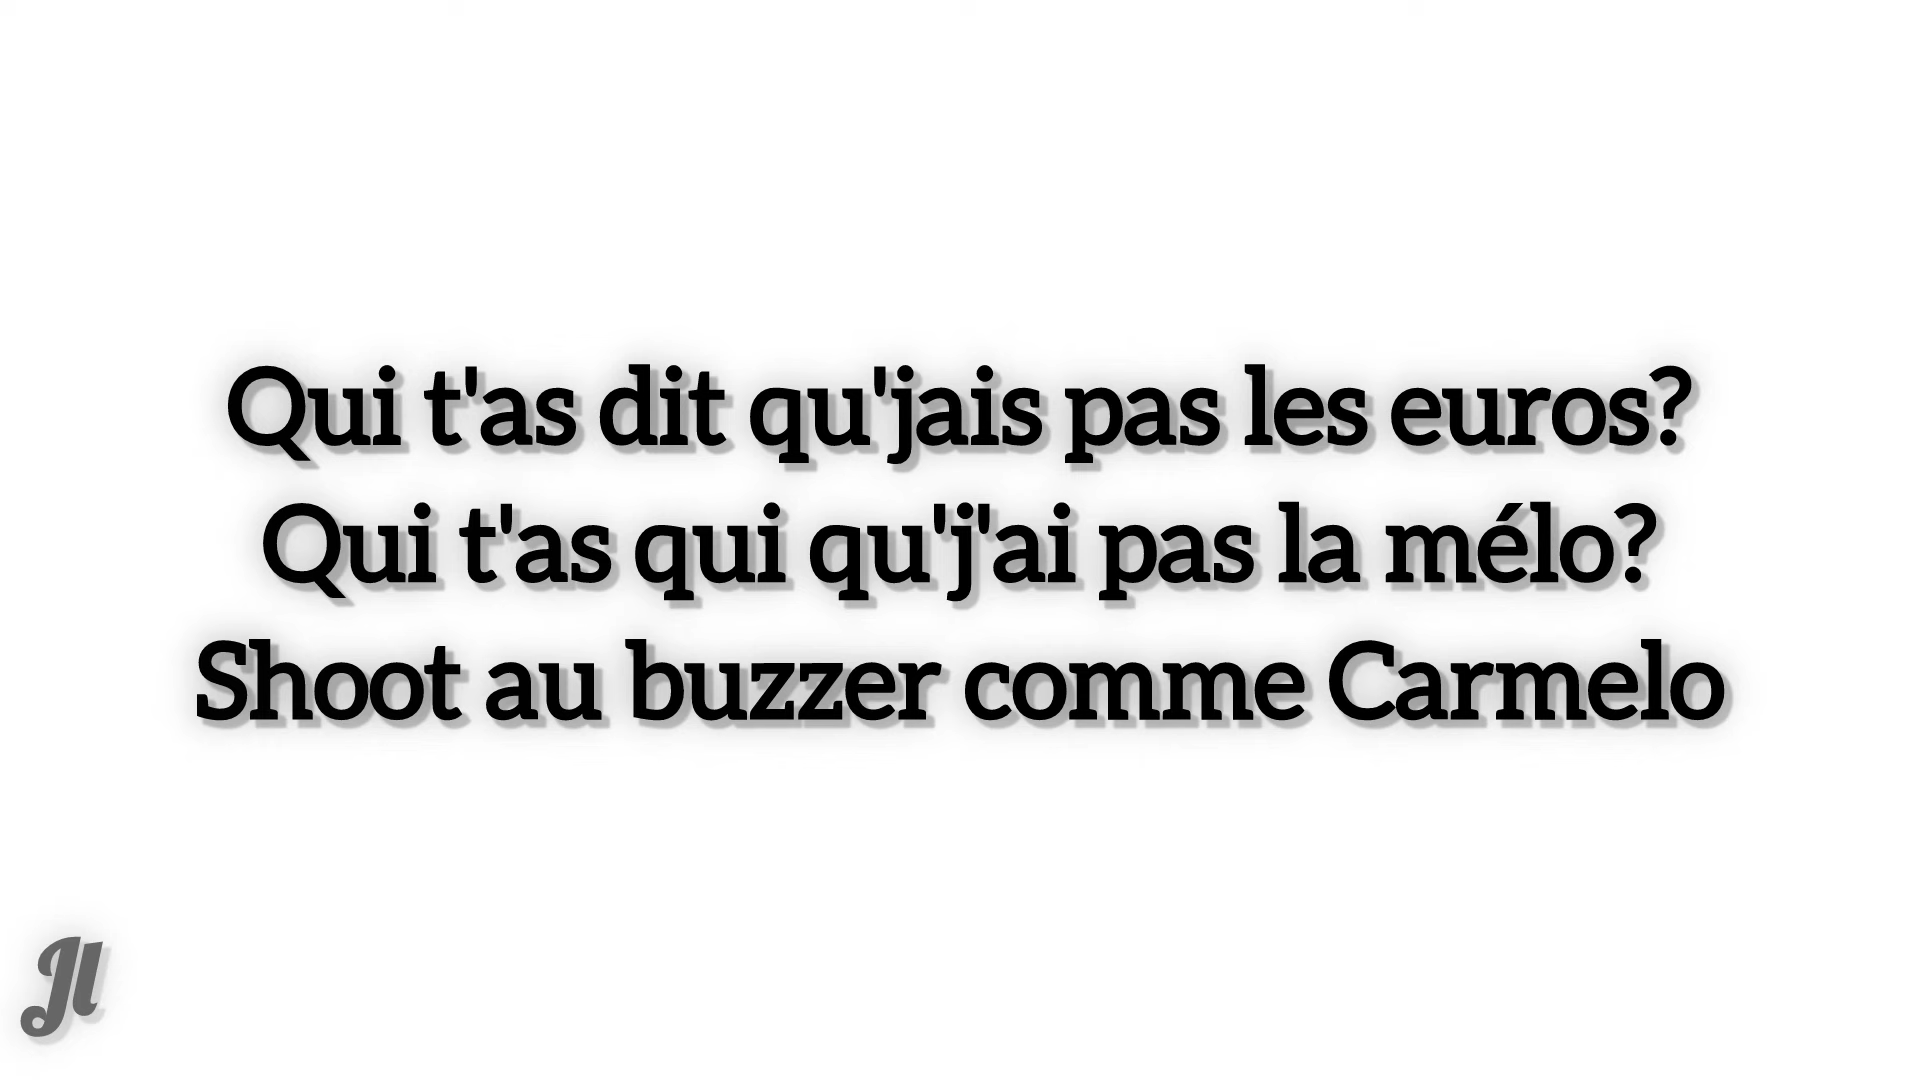 Qui t'as dit qu'jais pas les euros?
Qui t'as qui qu'j'ai pas la mélo?
Shoot au buzzer comme Carmelo
Jl